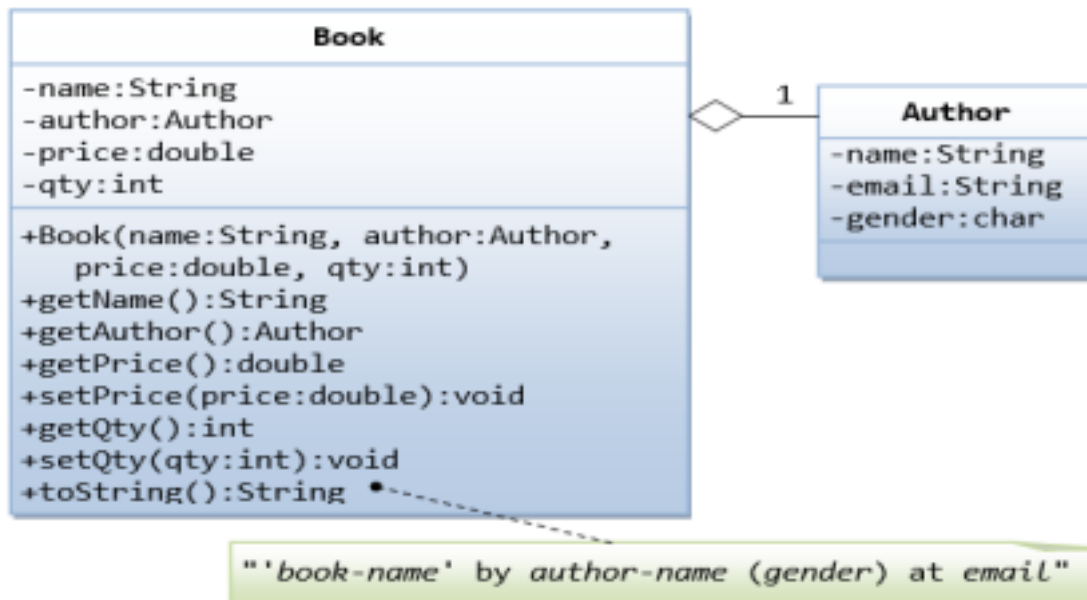 Book
-name:String
-author:Author
-price:double
-qty:int
+Book(name:String, author:Author,
price:double, qty:int)
+getName():String
+getAuthor():Author
+getPrice():double
+setPrice(price:double):void
+getQty():int
+setQty(qty:int):void
+toString():String
1
Author
-name:String
-email:String
-gender:char
"'book-name' by author-name (gender) at email"